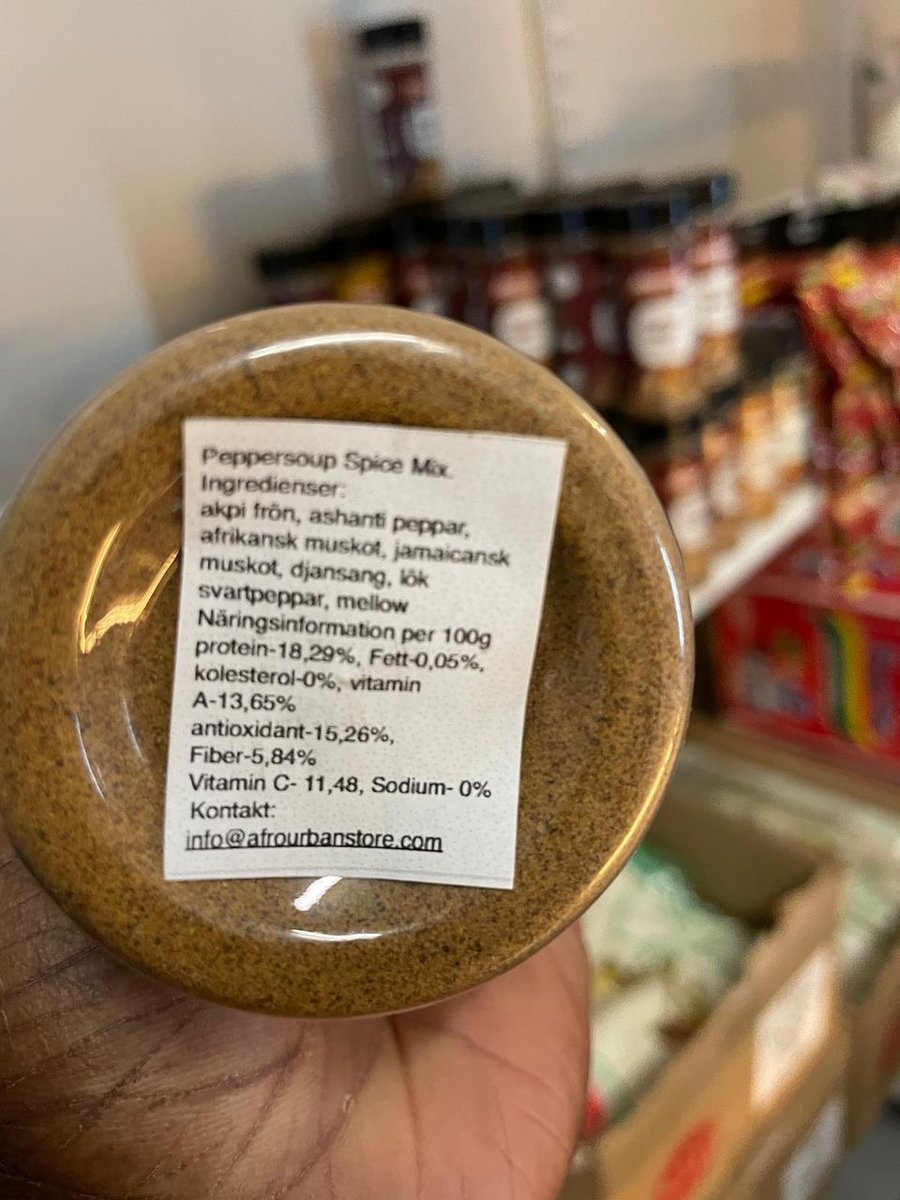 Peppersoup Spice Mix.
Ingredienser:
akpi frön, ashanti peppar,
afrikansk muskot, jamaicansk
muskot, djansang, lök
svartpeppar, mellow
Näringsinformation per 100g
protein-18,29%, Fett-0,05%,
kolesterol-0%, vitamin
A-13,65%
antioxidant-15,26%,
Fiber-5,84%
Vitamin C- 11,48, Sodium- 0%
Kontakt:
info@afrourbanstore.com